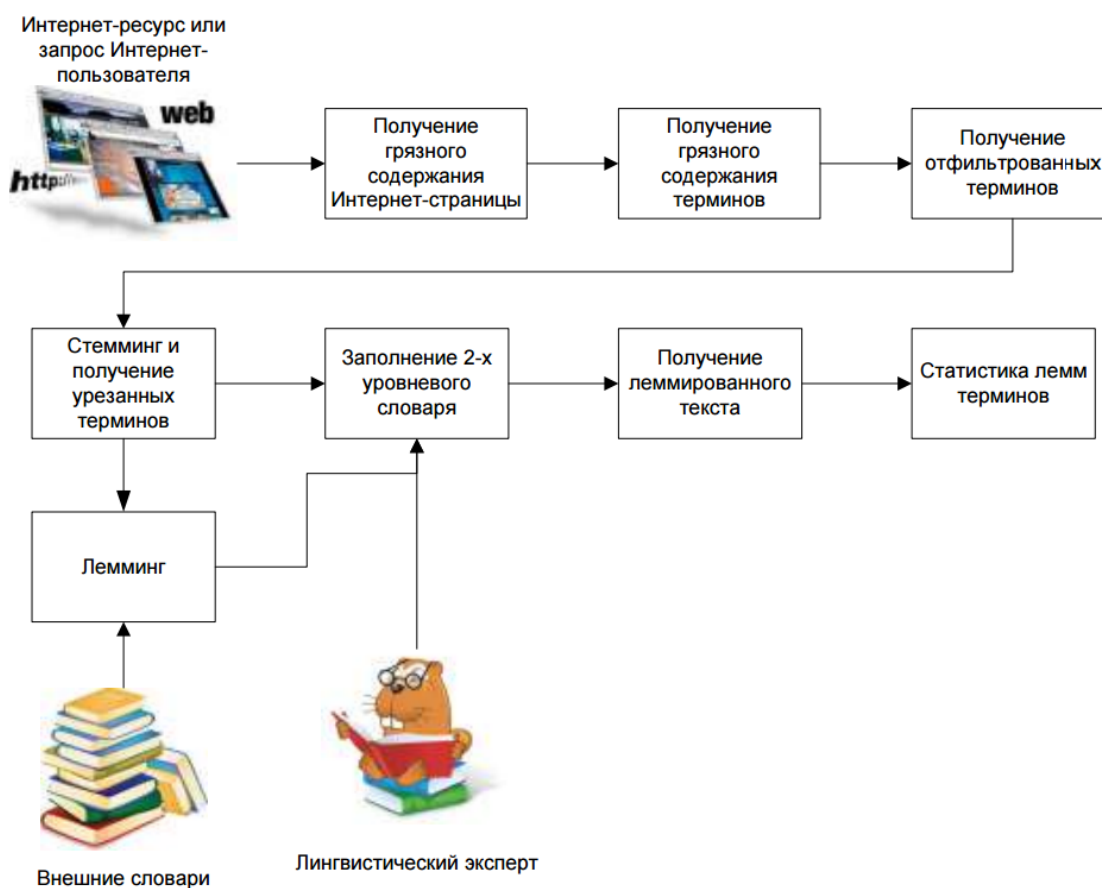 Интернет-ресурс или
запрос Интернет-
пользователя
web
http://
Получение
грязного
содержания
Интернет-страницы
Получение
грязного
содержания
терминов
Получение
отфильтрованных
терминов
Стемминг и
получение
урезанных
терминов
Заполнение 2-х
уровневого
словаря
Получение
леммированного
текста
Статистика лемм
терминов
Лемминг
Внешние словари
Лингвистический эксперт